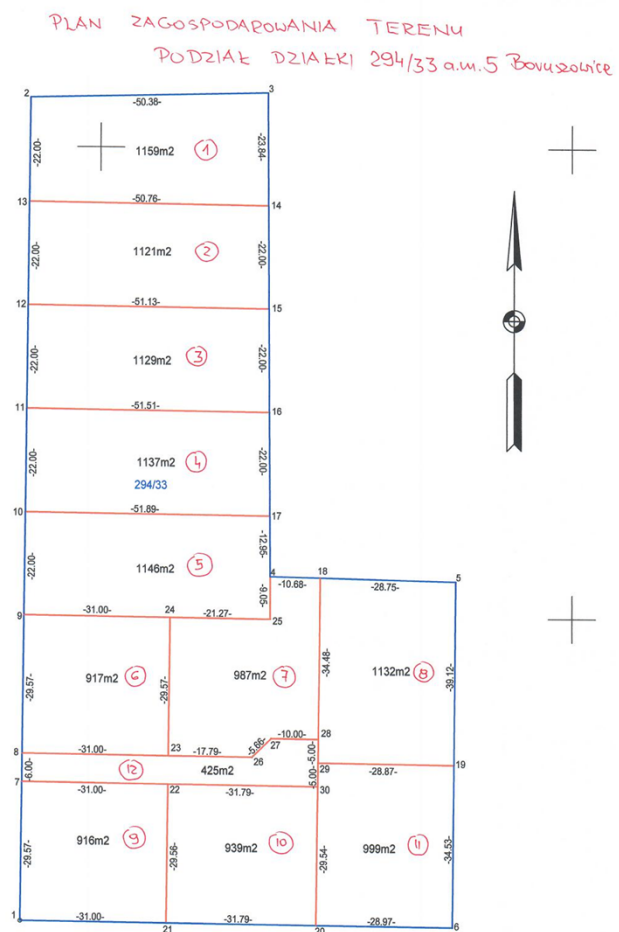 PLAN ZAGOSPODAROWANIA TERENU
PODZIAŁ DZIAŁKI 294/33 a.m.5 Boruszowice
2 -50.38- 3
-22.00- 1159m2 1 -23.84-
13 -50.76- 14
-22.00- 1121m2 2 -22.00-
12 -51.13- 15
-22.00- 1129m2 3 -22.00-
11 -51.51- 16
-22.00- 1137m2 4 -22.00-
294/33
10 -51.89- 17
-22.00- 1146m2 5 -12.95-
4 18 5
-10.68- -28.75-
-9.05-
9 -31.00- 24 -21.27- 25
-29.57- 917m2 6 -29.57- 987m2 7 -34.48- 1132m2 8 -39.12-
-10.00- 28
-5.66- 27
8 -31.00- 23 -17.79- 26 -5.00-
-6.00- 12 425m2 29 -28.87- 19
7 -31.00- 22 -31.79- -5.00- 30
-29.57- 916m2 9 -29.56- 939m2 10 -29.54- 999m2 11 -34.53-
1 -31.00- 21 -31.79- 20 -28.97- 6